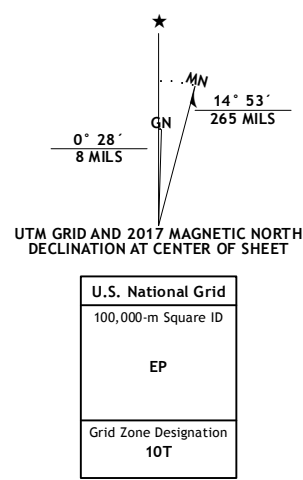 MN
GN
14° 53´
265 MILS
0° 28´
8 MILS
UTM GRID AND 2017 MAGNETIC NORTH
DECLINATION AT CENTER OF SHEET
U.S. National Grid
100,000-m Square ID
EP
Grid Zone Designation
10T